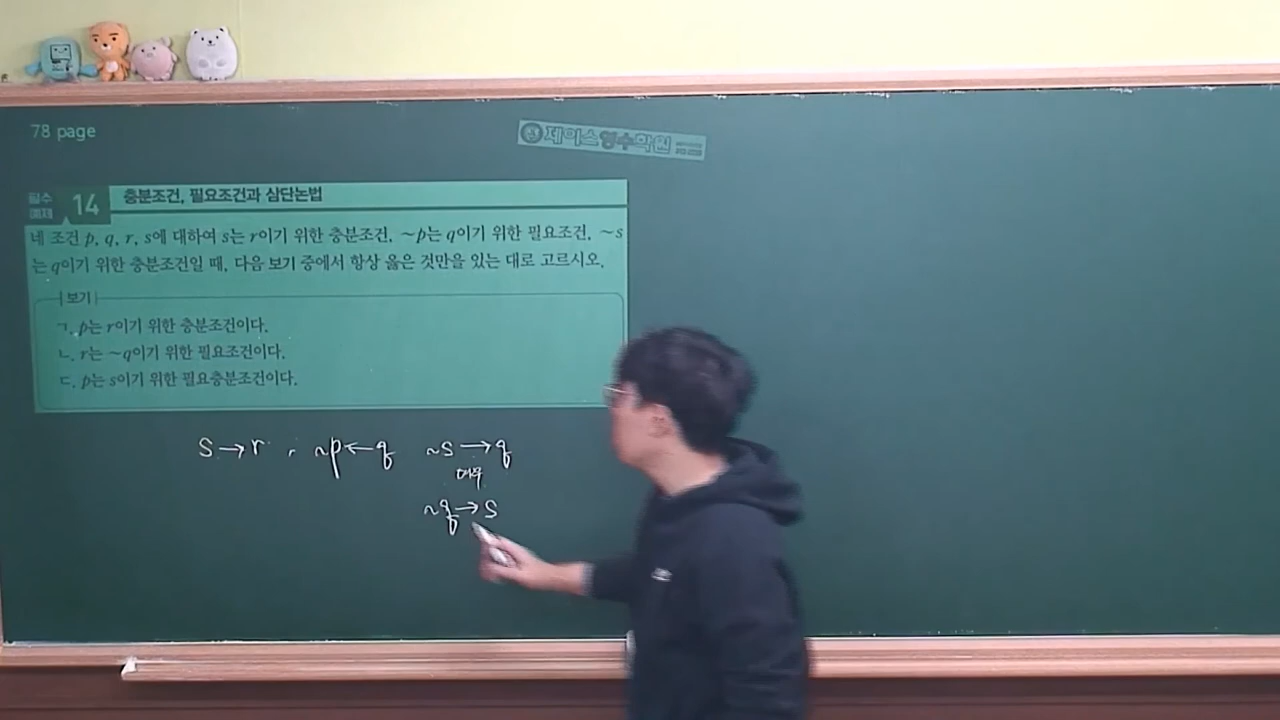 78 page
제이스영수학원
필수
예제 14 충분조건, 필요조건과 삼단논법
네 조건 p, q, r, s에 대하여 s는 r이기 위한 충분조건, ~p는 q이기 위한 필요조건, ~s
는 q이기 위한 충분조건일 때, 다음 보기 중에서 항상 옳은 것만을 있는 대로 고르시오.
보기
ㄱ. p는 r이기 위한 충분조건이다.
ㄴ. r는 ~q이기 위한 필요조건이다.
ㄷ. p는 s이기 위한 필요충분조건이다.
s→r , ~p←q ~s→q
대우
~q→s